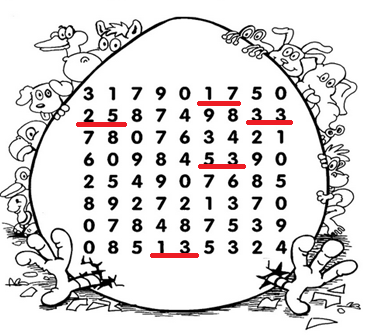 3 1 7 9 0 1 7 5 0
2 5 8 7 4 9 8 3 3
7 8 0 7 6 3 4 2 1
6 0 9 8 4 5 3 9 0
2 5 4 9 0 7 6 8 5
8 9 2 7 2 1 3 7 0
0 7 8 4 8 7 5 3 9
0 8 5 1 3 5 3 2 4